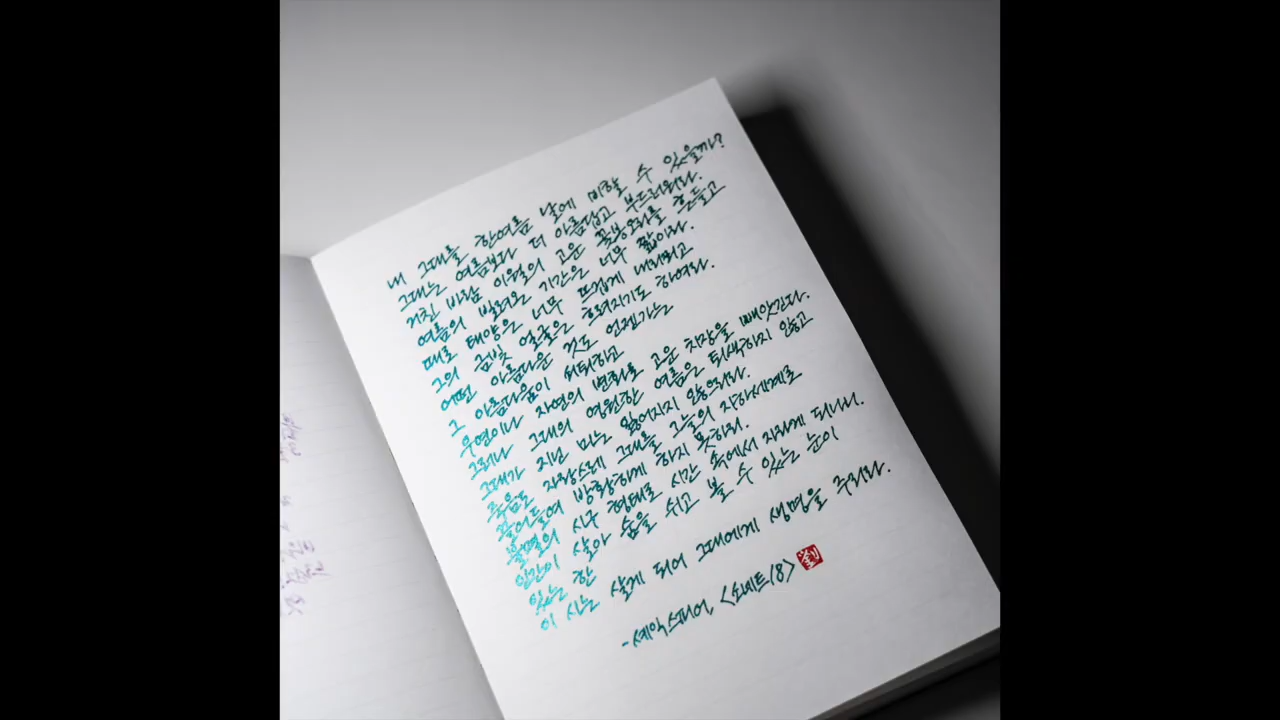 내 그대를 한여름 날에 비할 수 있을까?
그대는 여름보다 더 아름답고 부드러워라.
거친 바람 이 고운 꽃봉오리를 흔들고
여름의 빌려온 기간은 너무 짧아라.
때로 태양은 너무 뜨겁게 내리쬐고
그의 금빛 얼굴은 흐려지기도 하여라.
어떤 아름다운 것도 언젠가는
그 아름다움이 쇠퇴하고
우연이나 자연의 변화로 고운 치장을 빼앗긴다.
그러나 그대의 영원한 여름은 퇴색하지 않고
그대가 지닌 미는 잃어지지 않으리라.
죽음도 자랑스레 그대를 그늘의 지하세계로
끌어들여 방황하게 하지 못하리.
불멸의 시구 형태로 시간 속에서 자라게 되나니.
인간이 살아 숨을 쉬고 볼 수 있는 눈이
있는 한
이 시는 살게 되어 그대에게 생명을 주리라.
-셰익스피어, <소네트18>